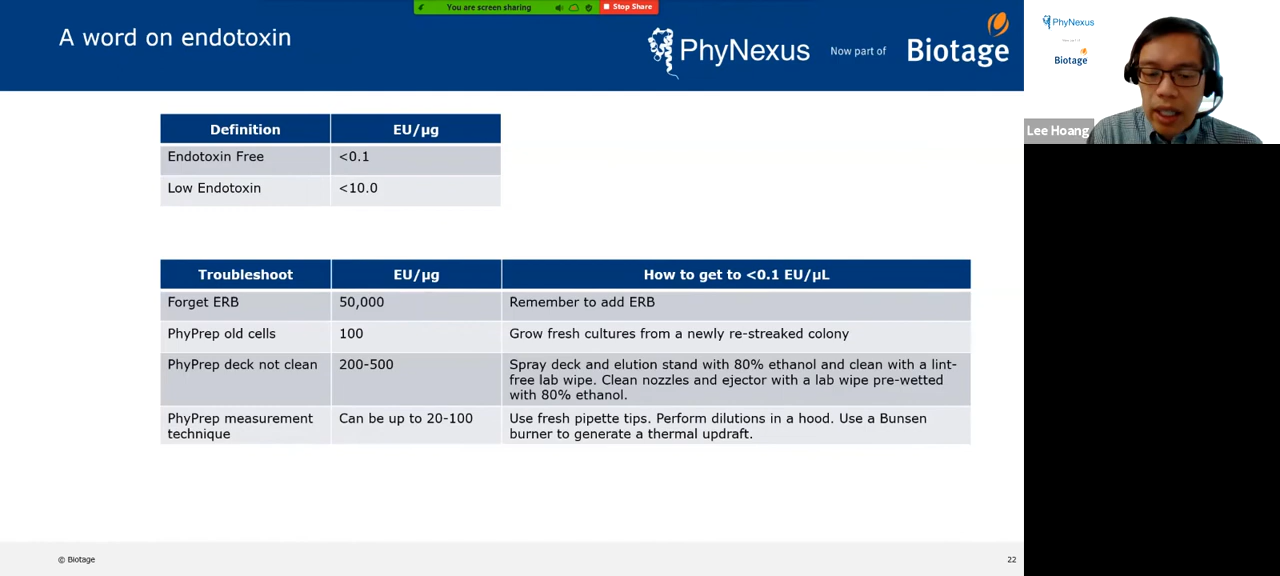 You are screen sharing
Stop Share
A word on endotoxin
PhyNexus Now part of Biotage
PhyNexus
Biotage
Lee Hoang
Definition EU/µg
Endotoxin Free <0.1
Low Endotoxin <10.0
Troubleshoot EU/µg How to get to <0.1 EU/µL
Forget ERB 50,000 Remember to add ERB
PhyPrep old cells 100 Grow fresh cultures from a newly re-streaked colony
PhyPrep deck not clean 200-500 Spray deck and elution stand with 80% ethanol and clean with a lint-
free lab wipe. Clean nozzles and ejector with a lab wipe pre-wetted
with 80% ethanol.
PhyPrep measurement Can be up to 20-100 Use fresh pipette tips. Perform dilutions in a hood. Use a Bunsen
technique burner to generate a thermal updraft.
© Biotage 22